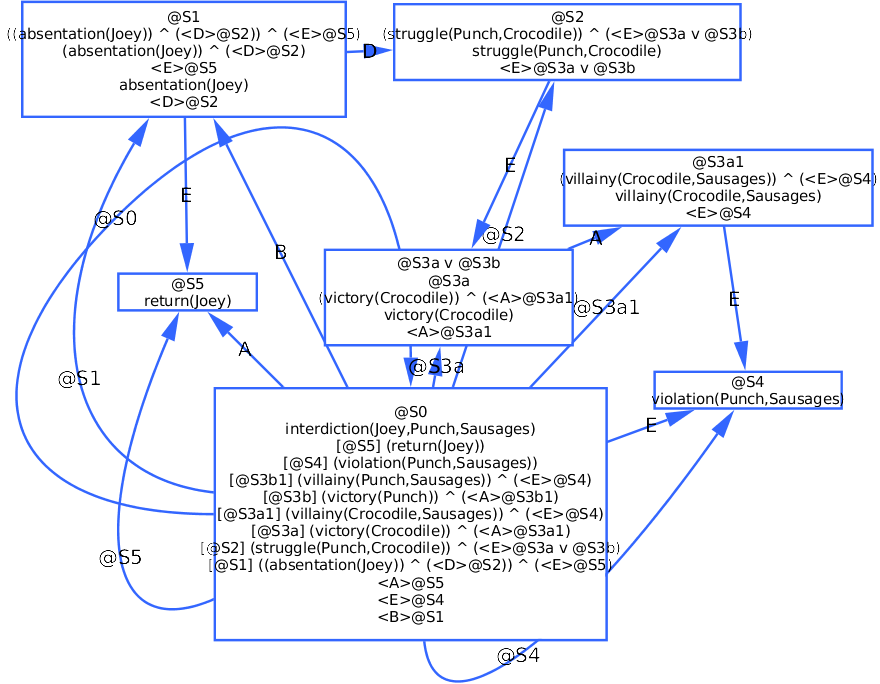 @S1
((absentation(Joey)) ^ (<D>@S2)) ^ (<E>@S5)
(absentation(Joey)) ^ (<D>@S2)
<E>@S5
absentation(Joey)
<D>@S2
D
@S2
(struggle(Punch,Crocodile)) ^ (<E>@S3a v @S3b)
struggle(Punch,Crocodile)
<E>@S3a v @S3b
E
@S3a1
(villainy(Crocodile,Sausages)) ^ (<E>@S4)
villainy(Crocodile,Sausages)
<E>@S4
E
@S0
@S2
A
B
@S3a v @S3b
@S3a
(victory(Crocodile)) ^ (<A>@S3a1)
victory(Crocodile)
<A>@S3a1
@S5
return(Joey)
@S3a1
E
A
@S3a
@S1
@S4
violation(Punch,Sausages)
E
@S0
interdiction(Joey,Punch,Sausages)
[@S5] (return(Joey))
[@S4] (violation(Punch,Sausages))
[@S3b1] (villainy(Punch,Sausages)) ^ (<E>@S4)
[@S3b] (victory(Punch)) ^ (<A>@S3b1)
[@S3a1] (villainy(Crocodile,Sausages)) ^ (<E>@S4)
[@S3a] (victory(Crocodile)) ^ (<A>@S3a1)
[@S2] (struggle(Punch,Crocodile)) ^ (<E>@S3a v @S3b)
[@S1] ((absentation(Joey)) ^ (<D>@S2)) ^ (<E>@S5)
<A>@S5
<E>@S4
<B>@S1
@S5
@S4